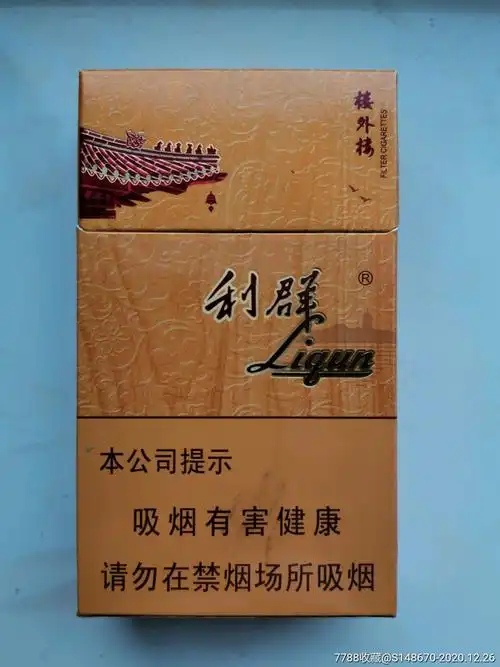 楼外楼
FILTER CIGARETTES
利群
®
Liqun
本公司提示
吸烟有害健康
请勿在禁烟场所吸烟
7788收藏@S148670-2020.12.26